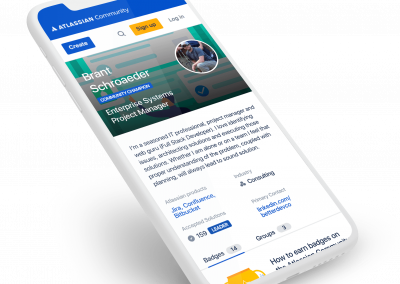 ATLASSIAN Community
Create
Sign up
Log in
Brant
Schroaeder
COMMUNITY CHAMPION
Enterprise Systems
Project Manager
I'm a seasoned IT professional, project manager and
web guru (Full Stack Developer). I love identifying
issues, architecting solutions and executing those
solutions. Whether I am alone or on a team I feel that
proper understanding of the problem, coupled with
planning, will always lead to sound solution.
Atlassian products
Jira, Confluence,
Bitbucket
Industry
Consulting
Accepted Solutions
159 LEADER
Primary Contact
linkedin.com/
betterdevco
Badges 14
Groups 3
How to earn badges on
the Atlassian Community